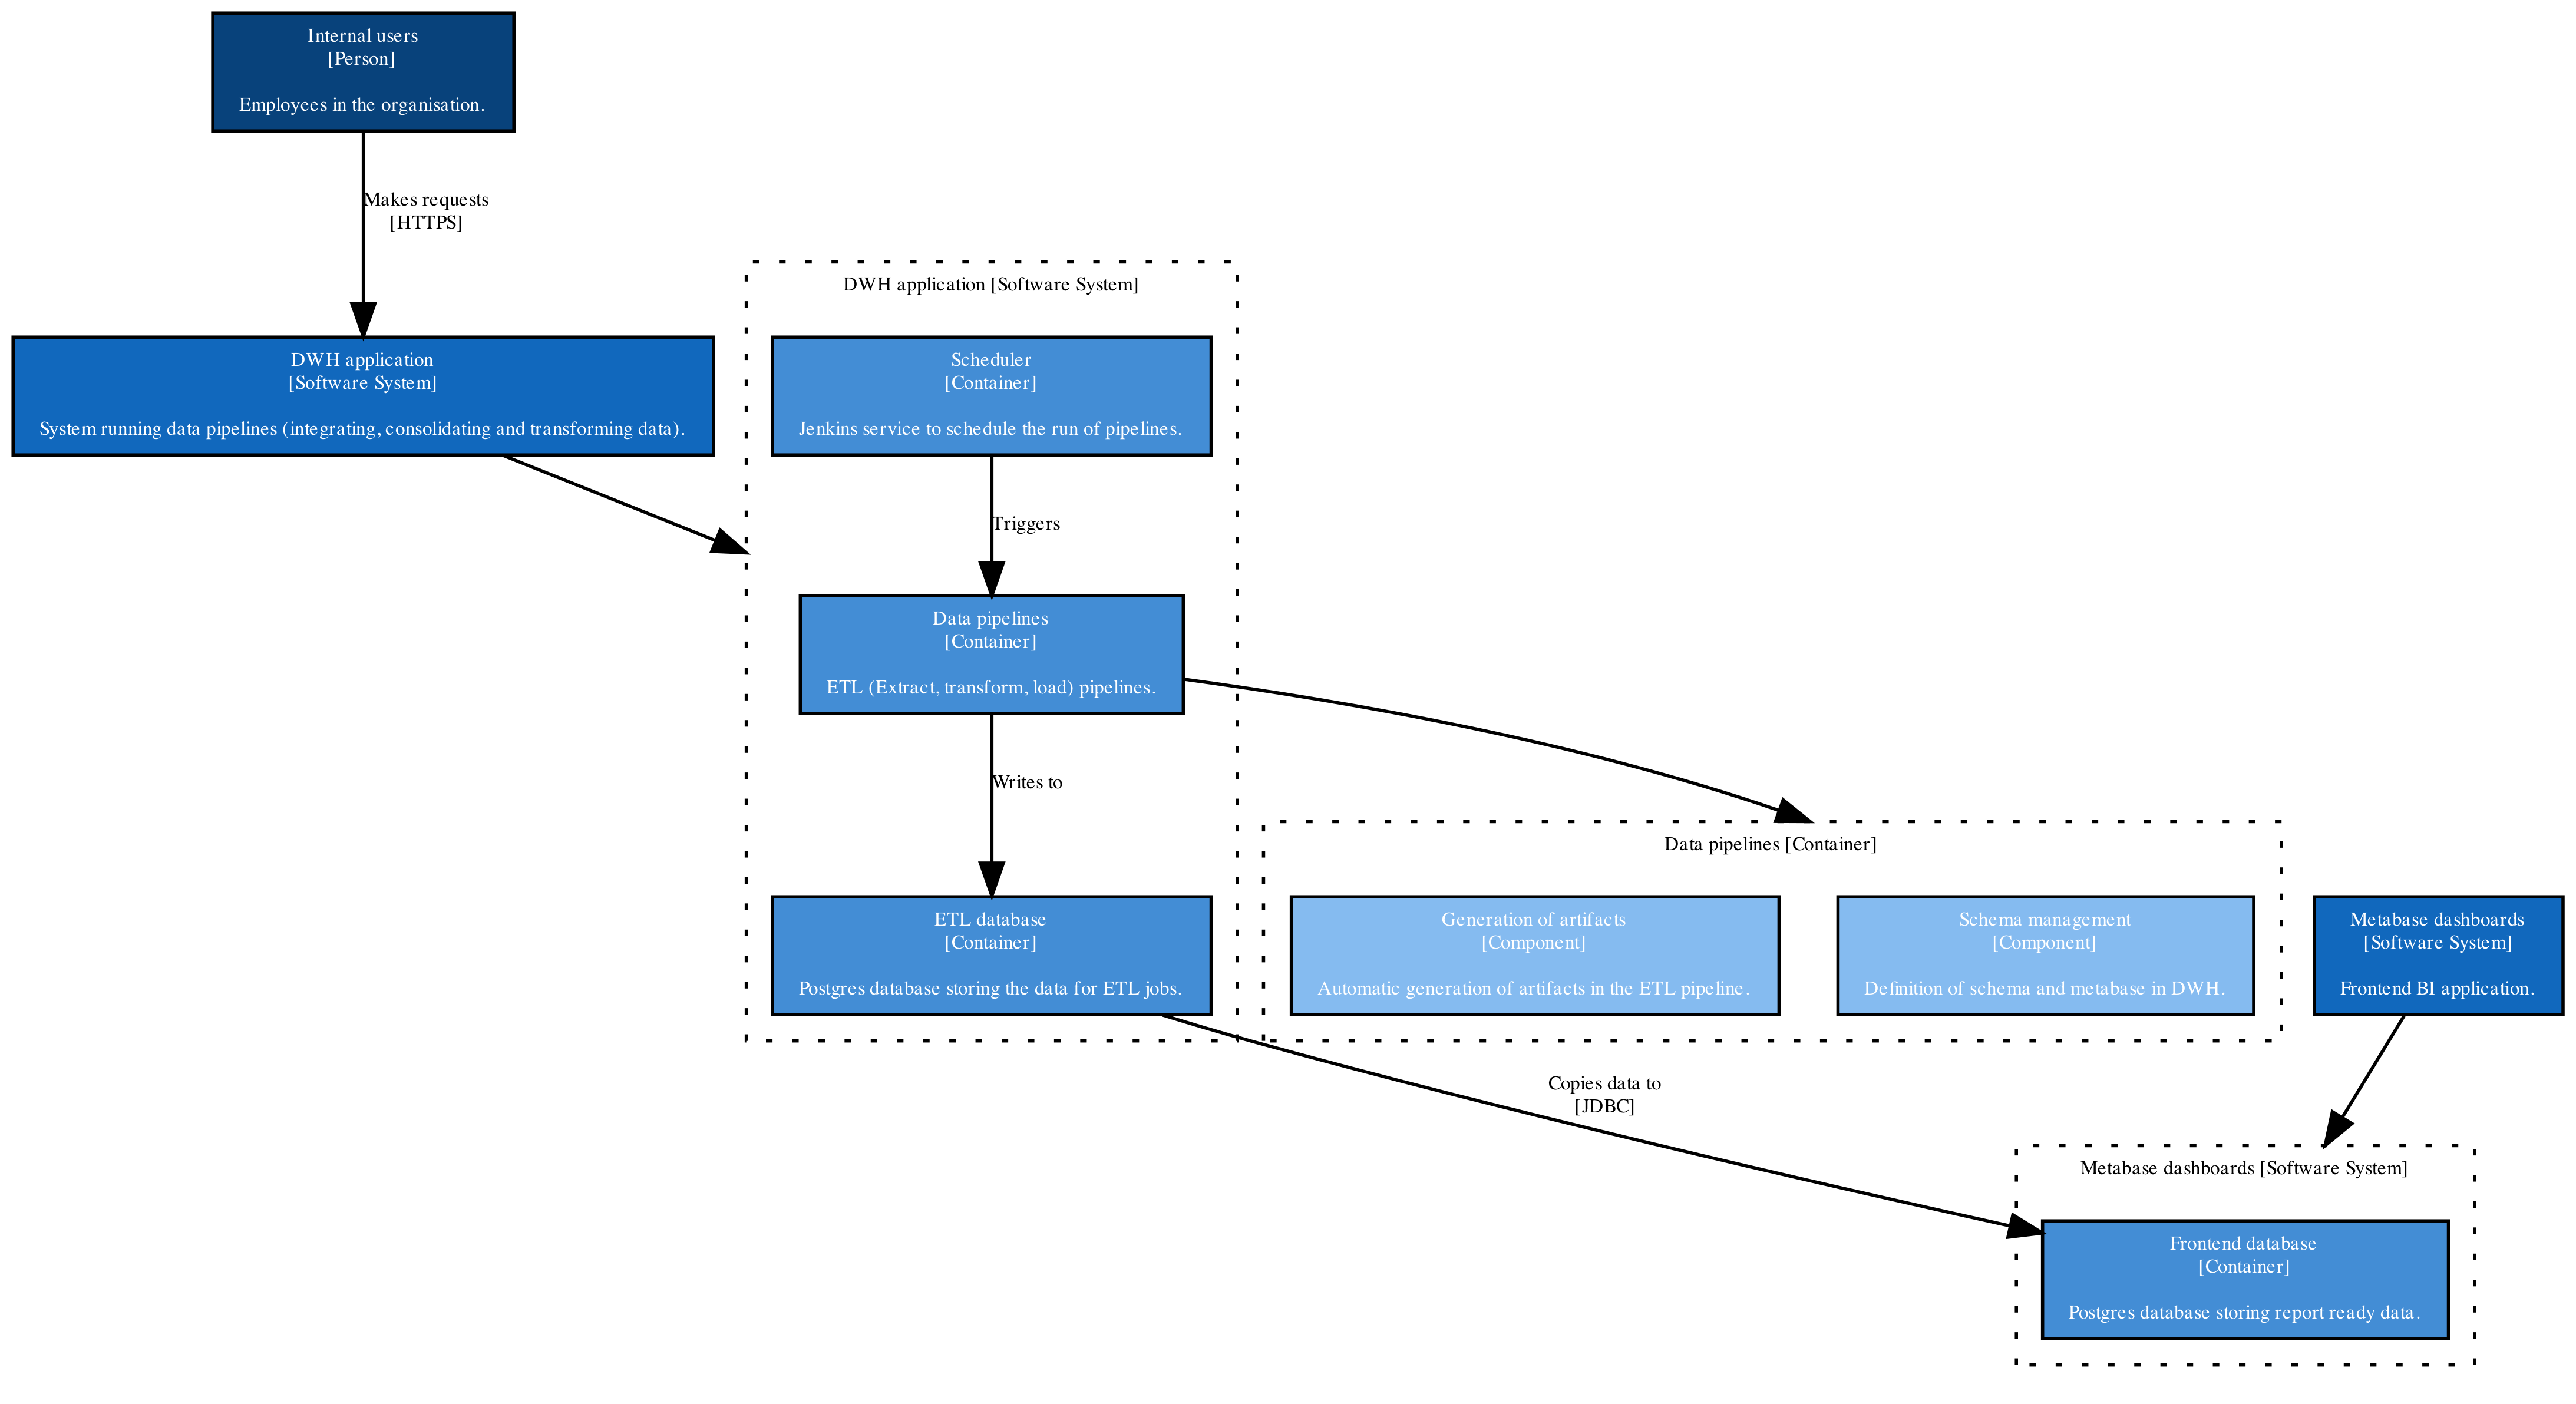 Internal users
[Person]
Employees in the organisation.
Makes requests
[HTTPS]
DWH application
[Software System]
System running data pipelines (integrating, consolidating and transforming data).
DWH application [Software System]
Scheduler
[Container]
Jenkins service to schedule the run of pipelines.
Triggers
Data pipelines
[Container]
ETL (Extract, transform, load) pipelines.
Writes to
Data pipelines [Container]
ETL database
[Container]
Postgres database storing the data for ETL jobs.
Generation of artifacts
[Component]
Automatic generation of artifacts in the ETL pipeline.
Schema management
[Component]
Definition of schema and metabase in DWH.
Metabase dashboards
[Software System]
Frontend BI application.
Copies data to
[JDBC]
Metabase dashboards [Software System]
Frontend database
[Container]
Postgres database storing report ready data.